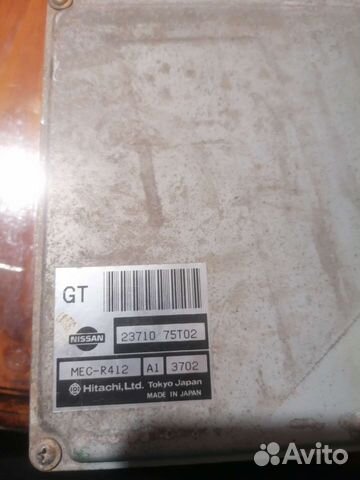 GT
NISSAN
23710 75T02
MEC-R412 A1 3702
Hitachi, Ltd. Tokyo Japan
MADE IN JAPAN
Avito